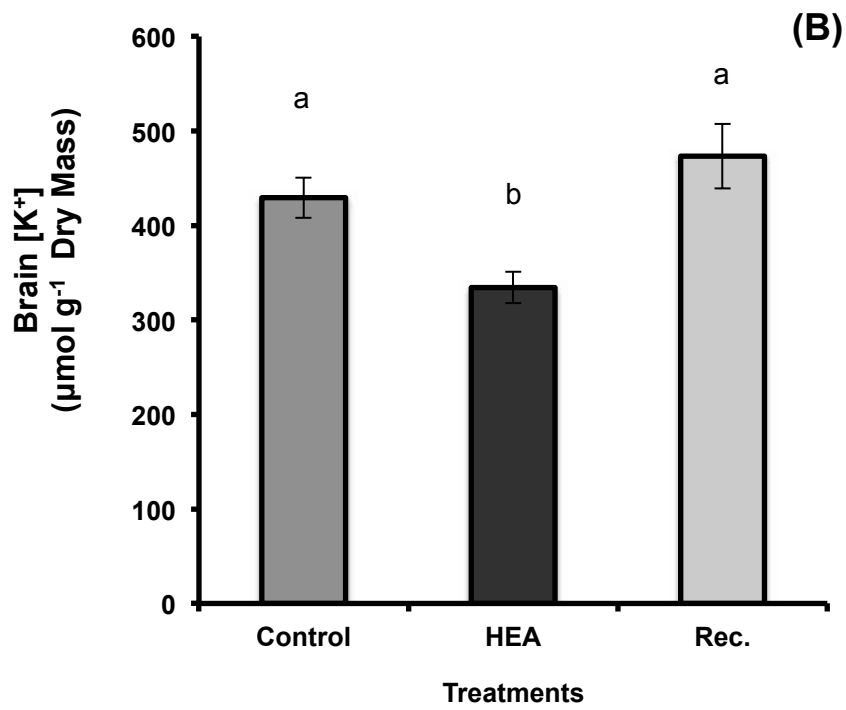 (B)
600
500
400
300
200
100
0
Brain [K⁺]
(µmol g⁻¹ Dry Mass)
a
b
a
Control HEA Rec.
Treatments